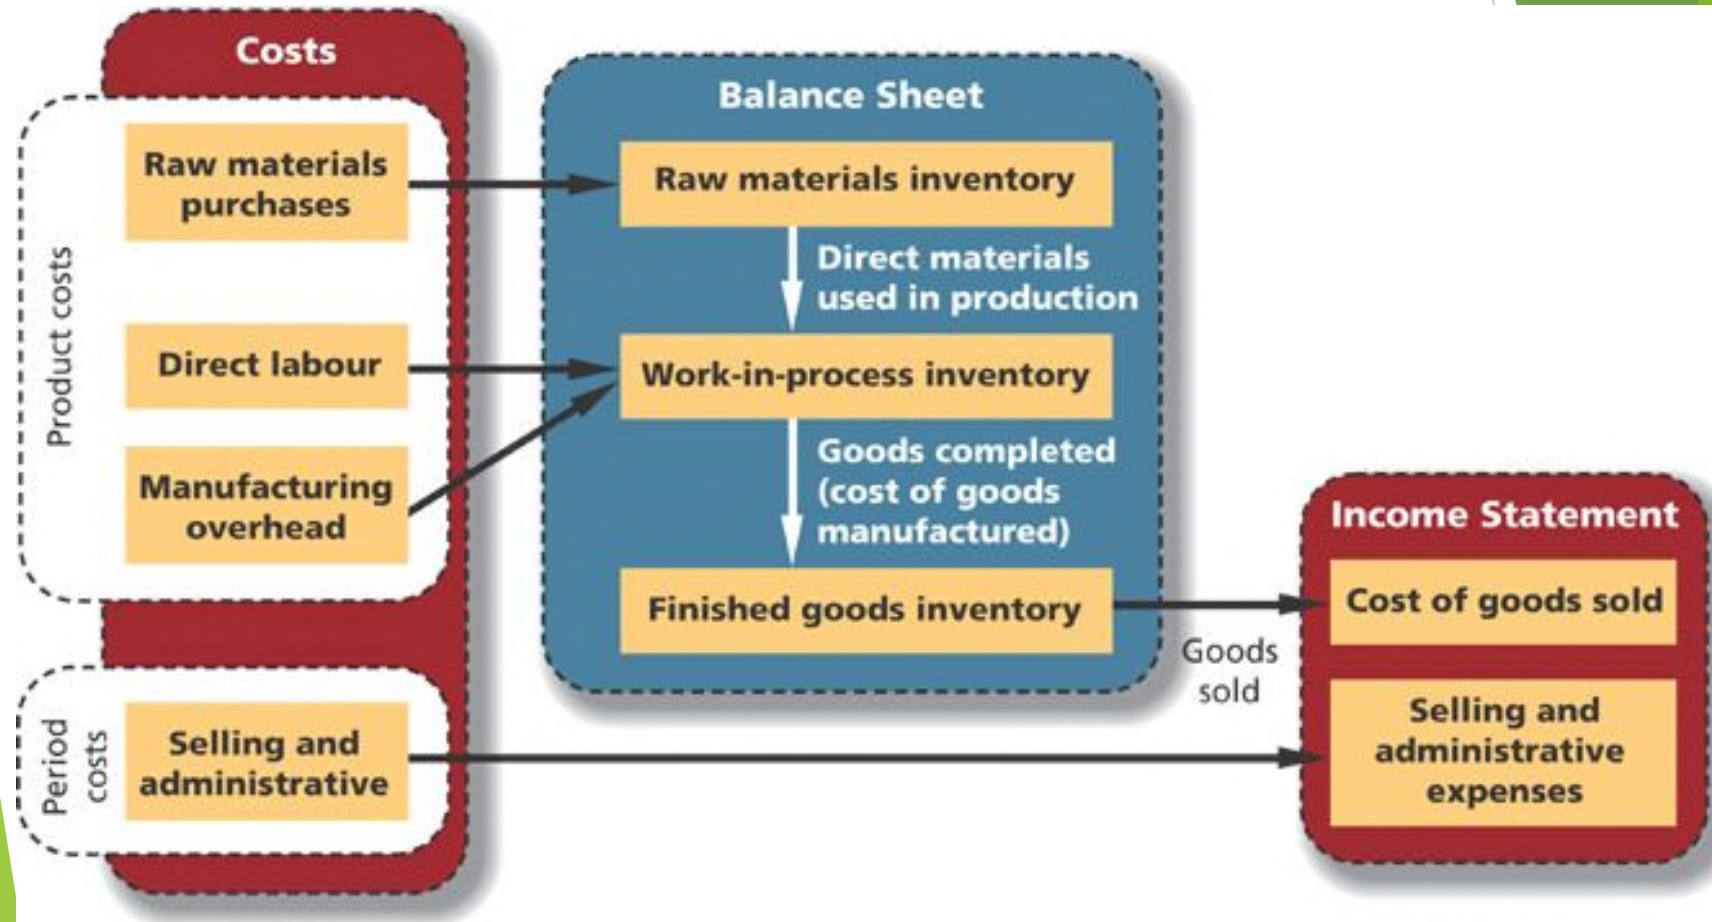 Costs
Product costs
Raw materials
purchases
Direct labour
Manufacturing
overhead
Period
costs
Selling and
administrative
Balance Sheet
Raw materials inventory
Direct materials
used in production
Work-in-process inventory
Goods completed
(cost of goods
manufactured)
Finished goods inventory
Goods
sold
Income Statement
Cost of goods sold
Selling and
administrative
expenses